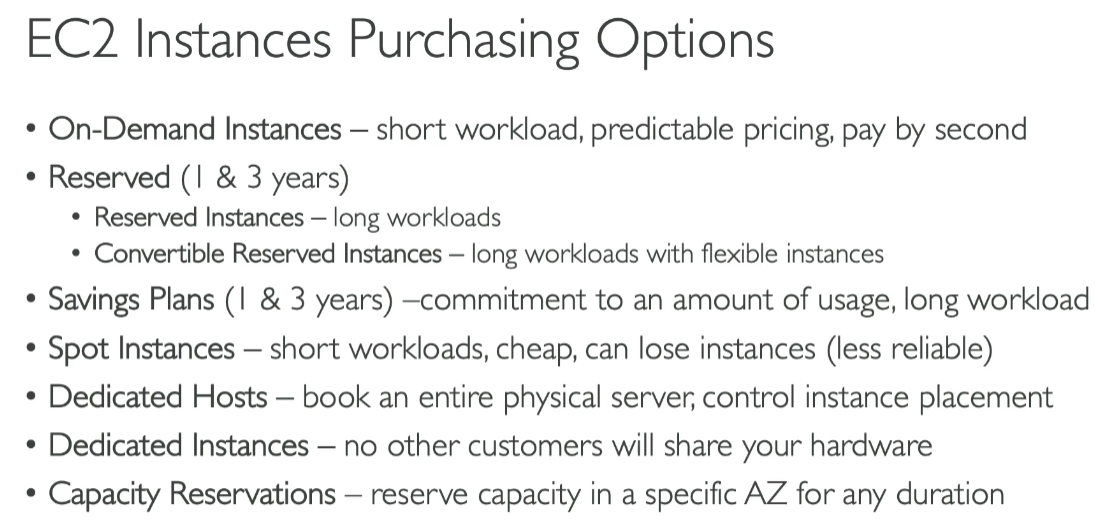 EC2 Instances Purchasing Options
• On-Demand Instances – short workload, predictable pricing, pay by second
• Reserved (1 & 3 years)
• Reserved Instances – long workloads
• Convertible Reserved Instances – long workloads with flexible instances
• Savings Plans (1 & 3 years) –commitment to an amount of usage, long workload
• Spot Instances – short workloads, cheap, can lose instances (less reliable)
• Dedicated Hosts – book an entire physical server, control instance placement
• Dedicated Instances – no other customers will share your hardware
• Capacity Reservations – reserve capacity in a specific AZ for any duration